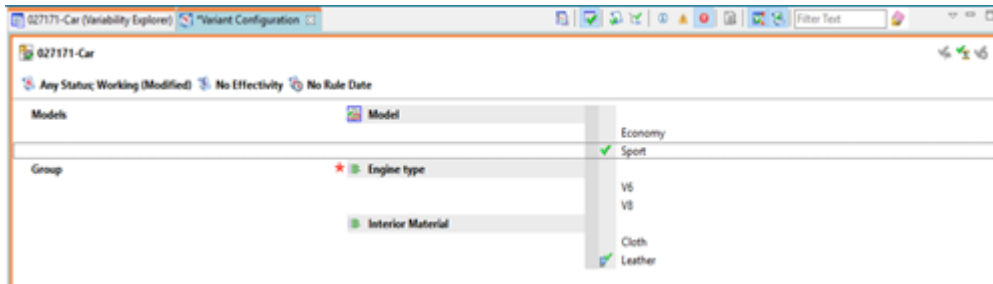 027171-Car (Variability Explorer) *Variant Configuration
Filter Text
027171-Car
Any Status; Working (Modified) No Effectivity No Rule Date
Models Model
Economy
Sport
Group * Engine type
V6
V8
Interior Material
Cloth
Leather